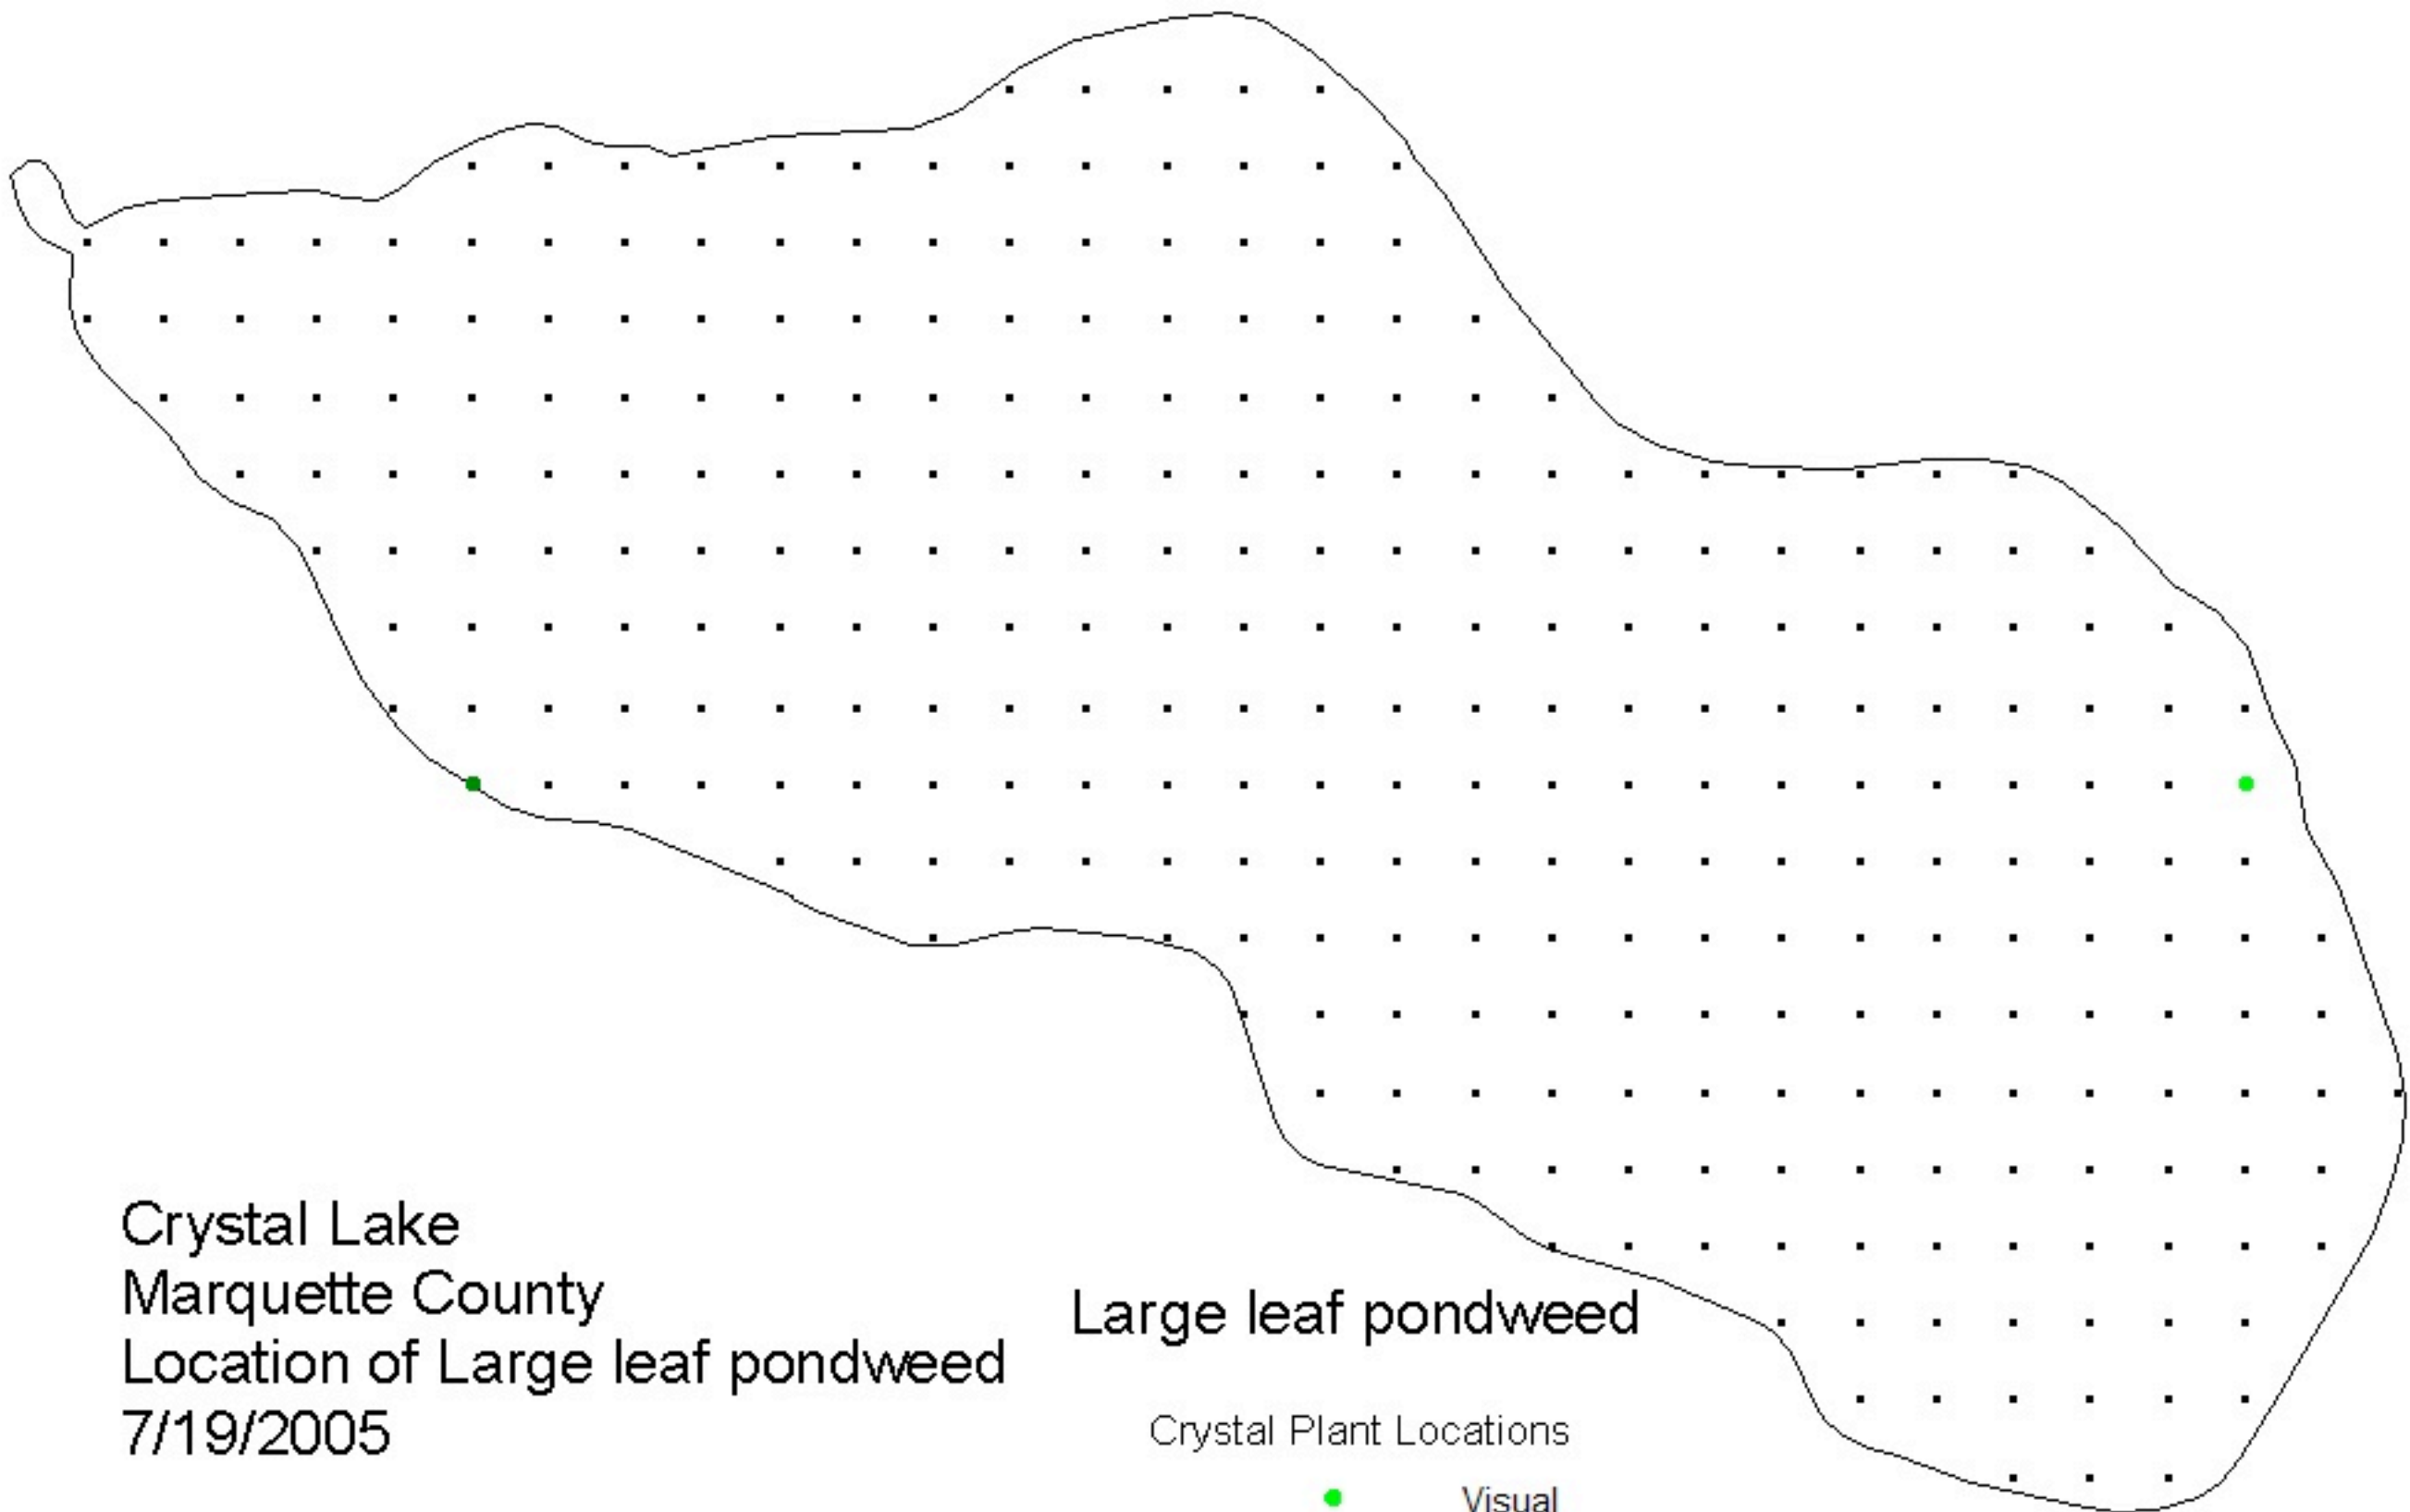 Crystal Lake
Marquette County
Location of Large leaf pondweed
7/19/2005
Large leaf pondweed
Crystal Plant Locations
Visual